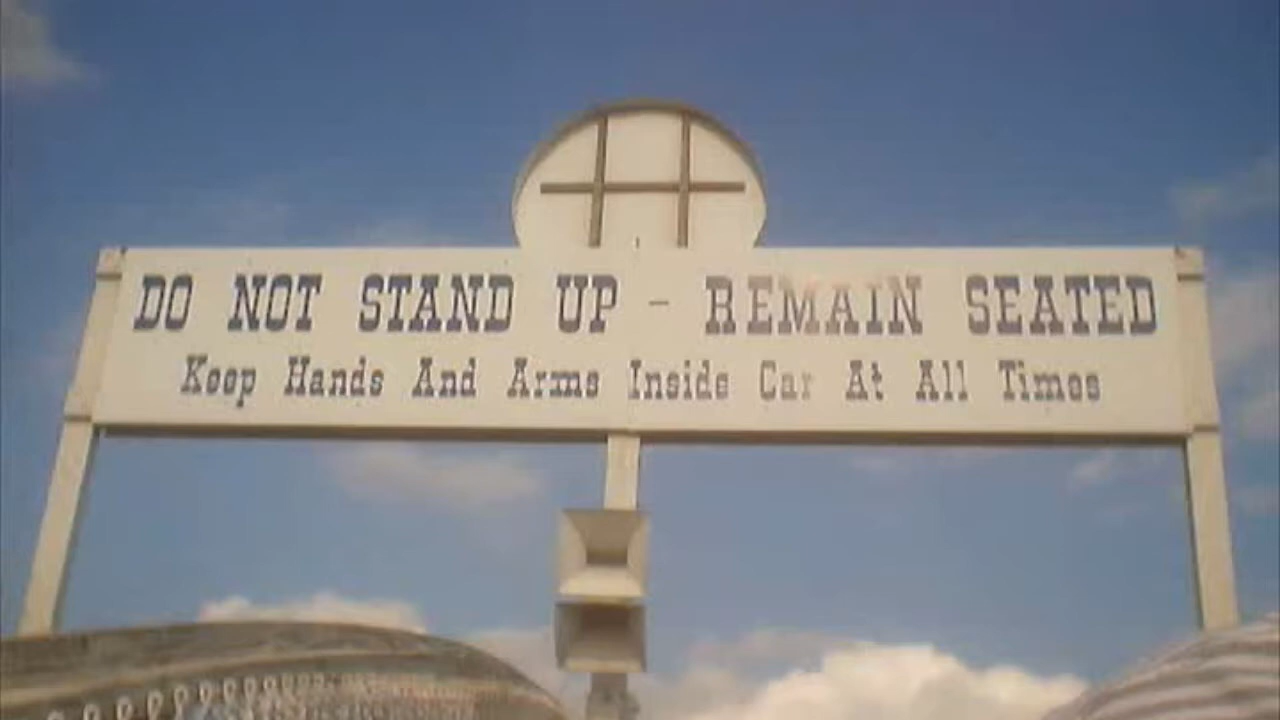 DO NOT STAND UP - REMAIN SEATED
Keep Hands And Arms Inside Car At All Times